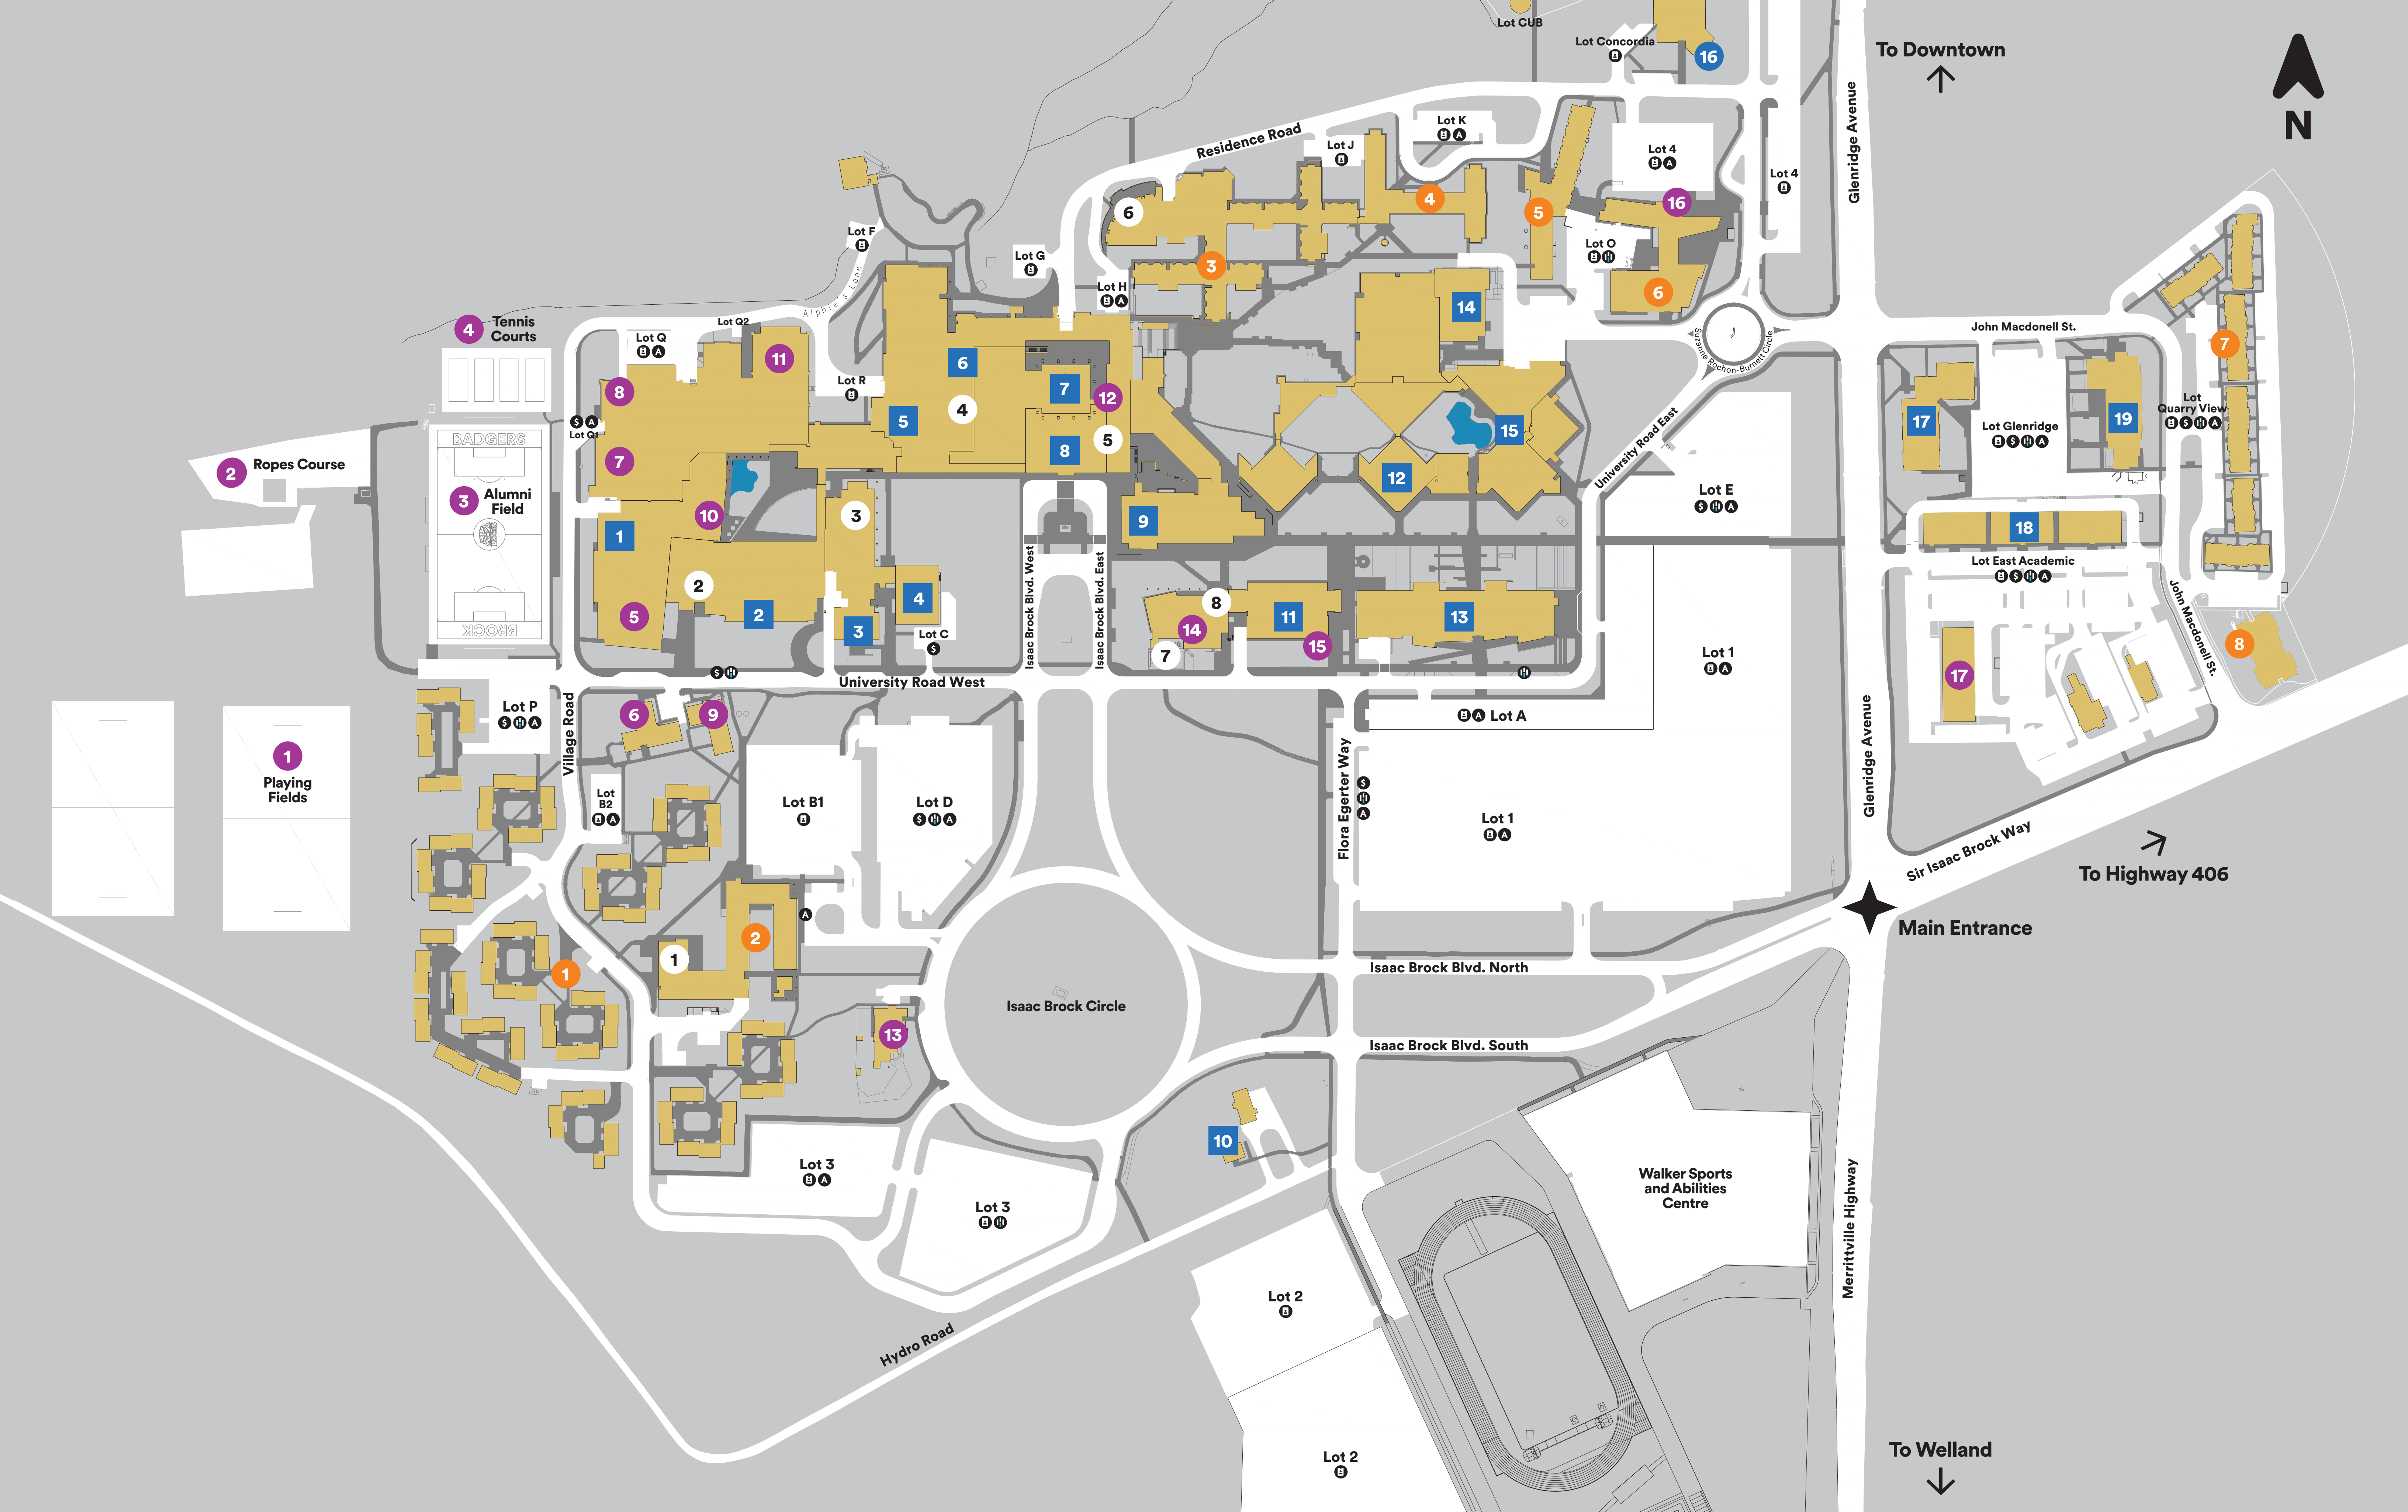 Lot CUB
Lot Concordia
16
To Downtown
N
Glenridge Avenue
Residence Road
Lot K
A
Lot J
Lot 4
A
Lot 4
6
4
5
16
Lot F
Lot G
Lot H
A
3
Lot O
H
6
14
Alphie's Lane
4
Tennis
Courts
Lot Q
A
Lot Q2
11
8
Lot R
6
7
12
4
5
5
8
Suzanne Rochon-Burnett Circle
John Macdonell St.
7
17
Lot Glenridge
$ H A
19
Lot
Quarry View
$ H A
$ A
Lot Q1
7
BADGERS
2
Ropes Course
3
Alumni
Field
BROCK
15
12
University Road East
Lot E
$ H A
10
1
3
9
18
Lot East Academic
$ H A
2
2
5
3
4
Lot C
$
Isaac Brock Blvd. West
Isaac Brock Blvd. East
8
14
7
11
15
13
Lot 1
A
17
8
John Macdonell St.
$ H
University Road West
H
Lot P
$ H A
Village Road
6
9
A Lot A
1
Playing
Fields
Lot
B2
A
Lot B1
Lot D
$ H A
Flora Egerter Way
$
H
A
Lot 1
A
Glenridge Avenue
Sir Isaac Brock Way
To Highway 406
Main Entrance
A
2
1
1
Isaac Brock Blvd. North
Isaac Brock Circle
13
Isaac Brock Blvd. South
10
Lot 3
A
Lot 3
H
Walker Sports
and Abilities
Centre
Merrittville Highway
Lot 2
Hydro Road
Lot 2
To Welland